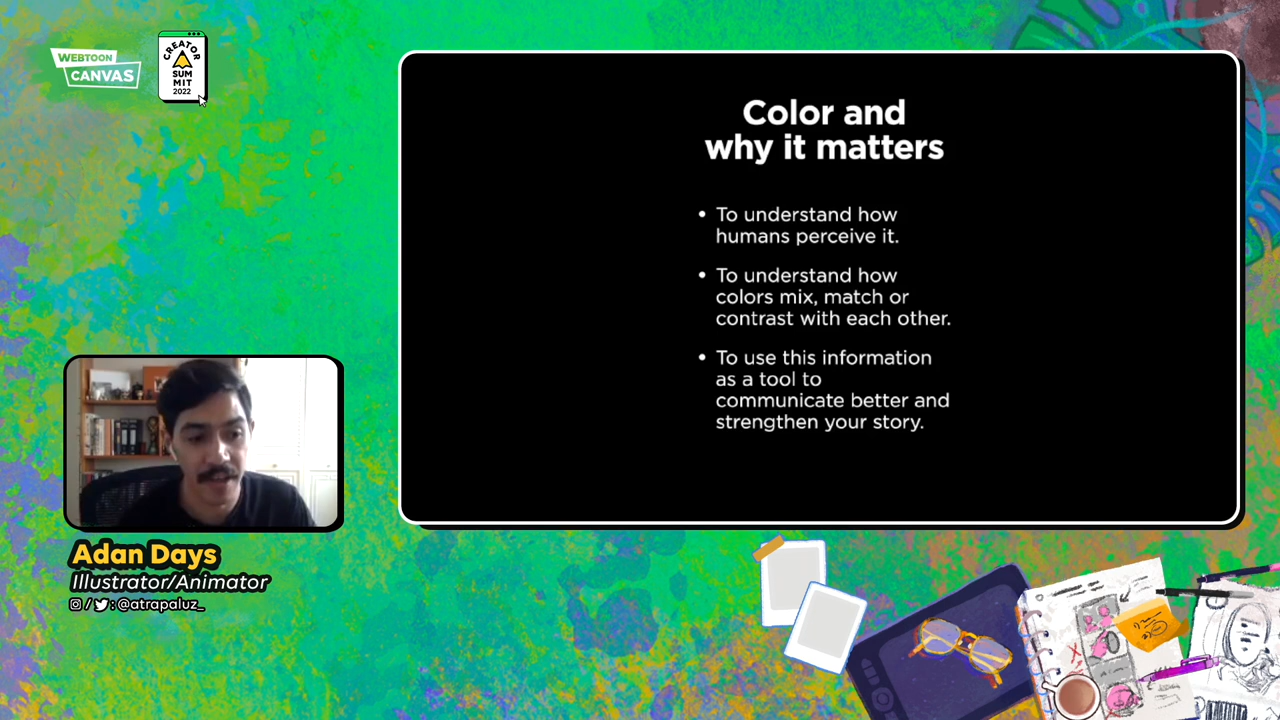 WEBTOON
CANVAS
CREATOR
SUM
MIT
2022
Color and
why it matters
• To understand how
humans perceive it.
• To understand how
colors mix, match or
contrast with each other.
• To use this information
as a tool to
communicate better and
strengthen your story.
Adan Days
Illustrator/Animator
/ : @atrapaluz_